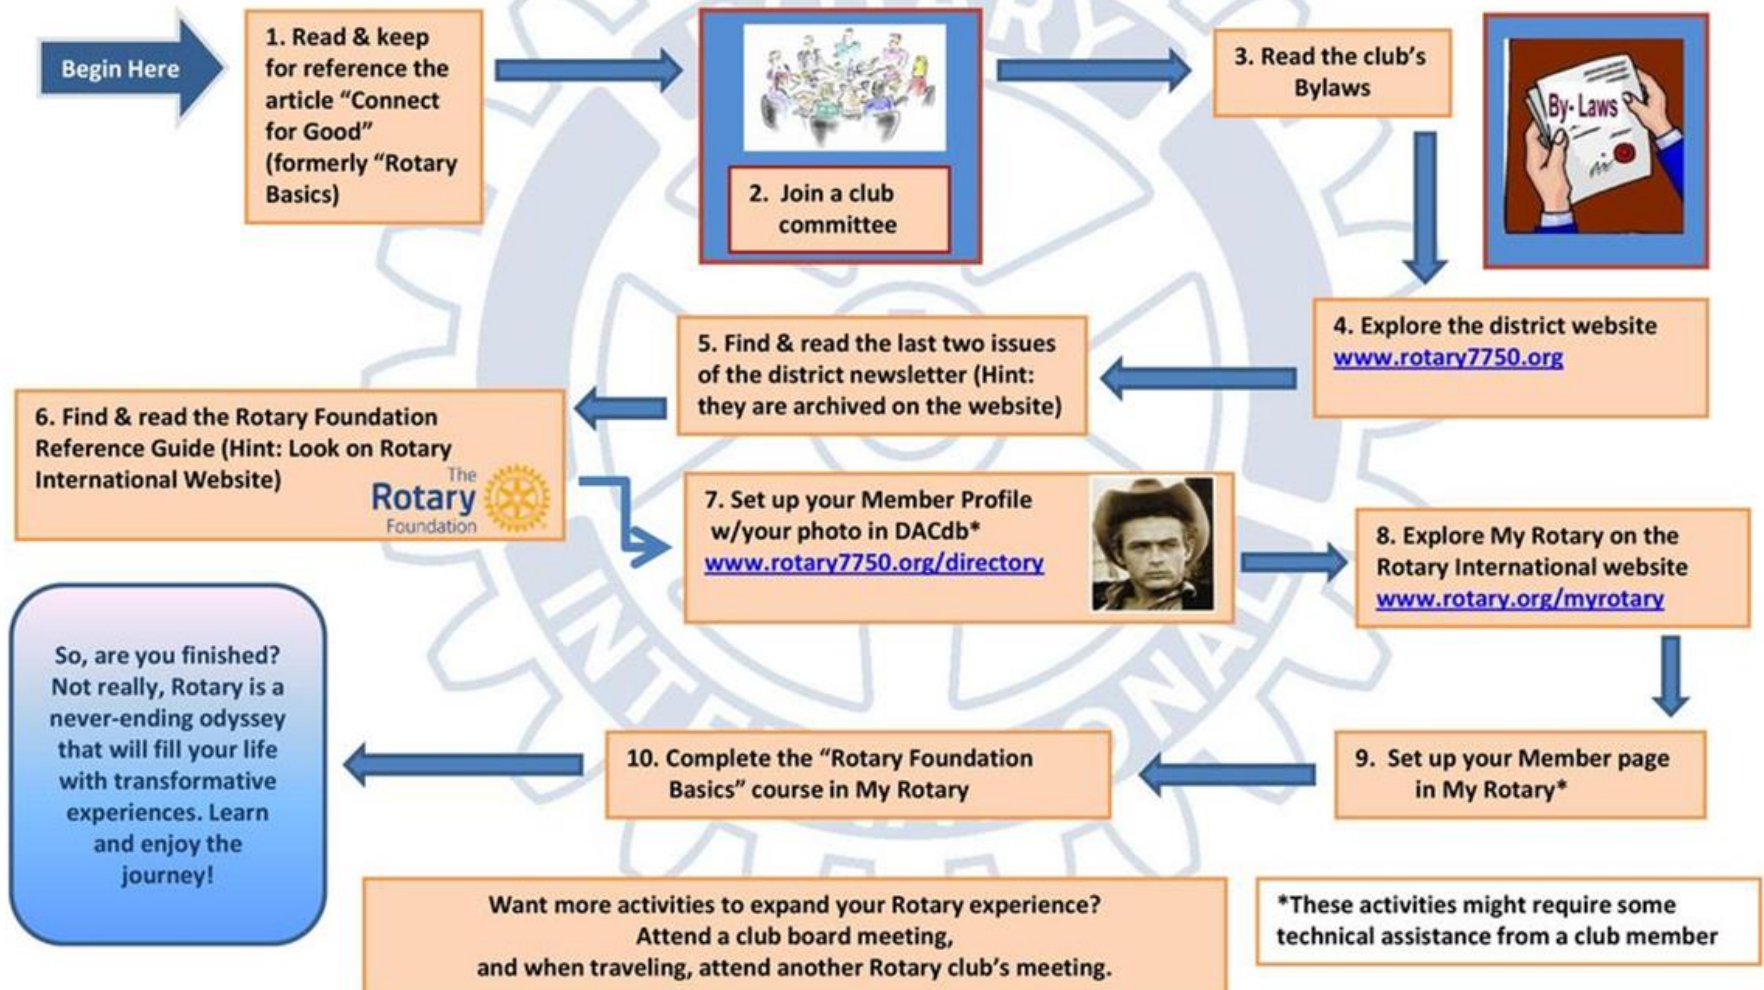 Begin Here
1. Read & keep
for reference the
article “Connect
for Good”
(formerly “Rotary
Basics)
2. Join a club
committee
3. Read the club’s
Bylaws
By-Laws
4. Explore the district website
www.rotary7750.org
5. Find & read the last two issues
of the district newsletter (Hint:
they are archived on the website)
6. Find & read the Rotary Foundation
Reference Guide (Hint: Look on Rotary
International Website)
The
Rotary
Foundation
7. Set up your Member Profile
w/your photo in DACdb*
www.rotary7750.org/directory
8. Explore My Rotary on the
Rotary International website
www.rotary.org/myrotary
9. Set up your Member page
in My Rotary*
10. Complete the “Rotary Foundation
Basics” course in My Rotary
So, are you finished?
Not really, Rotary is a
never-ending odyssey
that will fill your life
with transformative
experiences. Learn
and enjoy the
journey!
Want more activities to expand your Rotary experience?
Attend a club board meeting,
and when traveling, attend another Rotary club’s meeting.
*These activities might require some
technical assistance from a club member